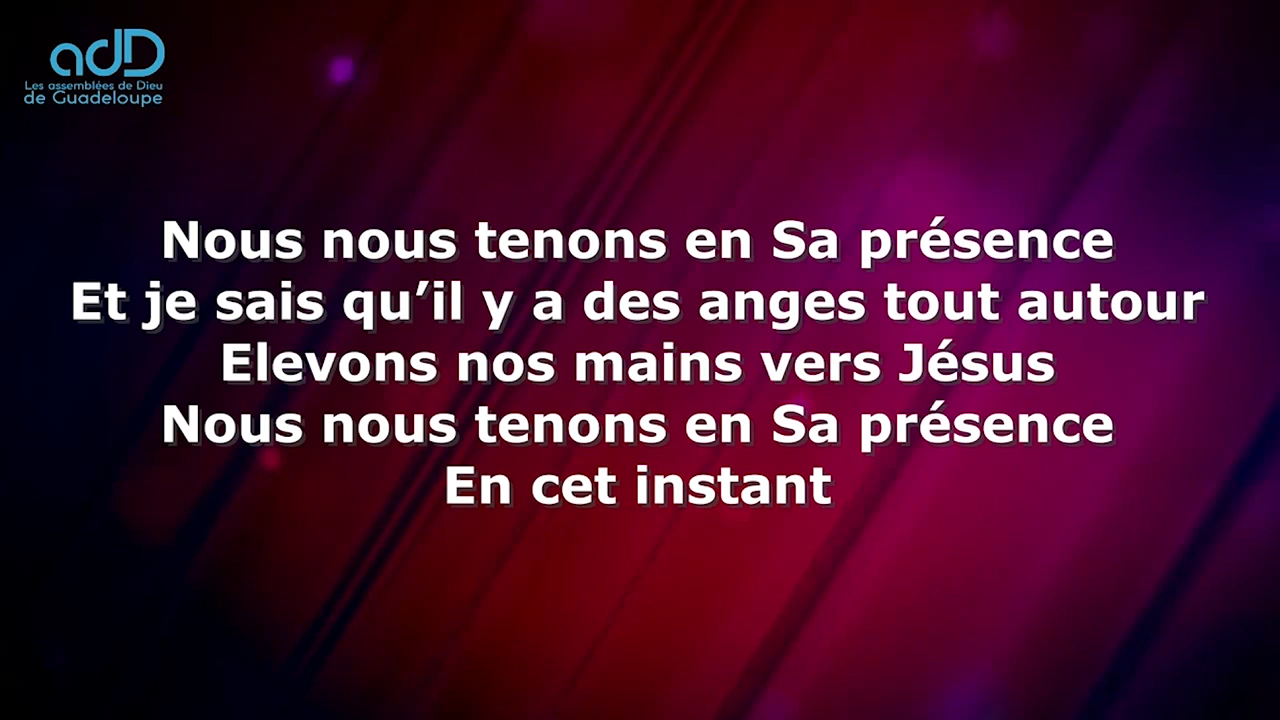 adD
Les assemblées de Dieu
de Guadeloupe
Nous nous tenons en Sa présence
Et je sais qu’il y a des anges tout autour
Elevons nos mains vers Jésus
Nous nous tenons en Sa présence
En cet instant